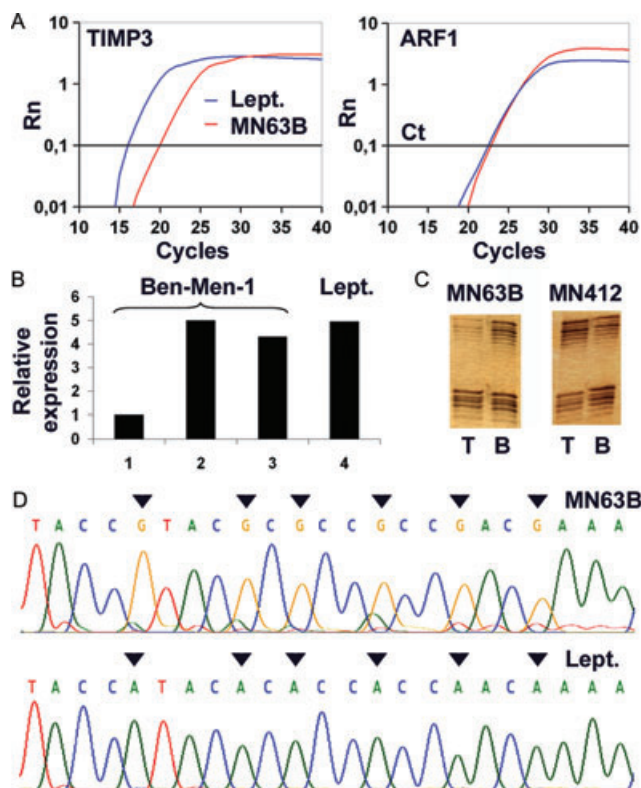 A
TIMP3
Rn
10
1
0,1
0,01
Lept.
MN63B
10 15 20 25 30 35 40
Cycles
ARF1
Rn
10
1
0,1
0,01
Ct
10 15 20 25 30 35 40
Cycles
B
Ben-Men-1 Lept.
Relative
expression
6
5
4
3
2
1
0
1 2 3 4
C
MN63B MN412
T B T B
D
MN63B
T A C C G T A C G C G C C G C C G A C G A A A
Lept.
T A C C A T A C A C A C C A C C A A C A A A A